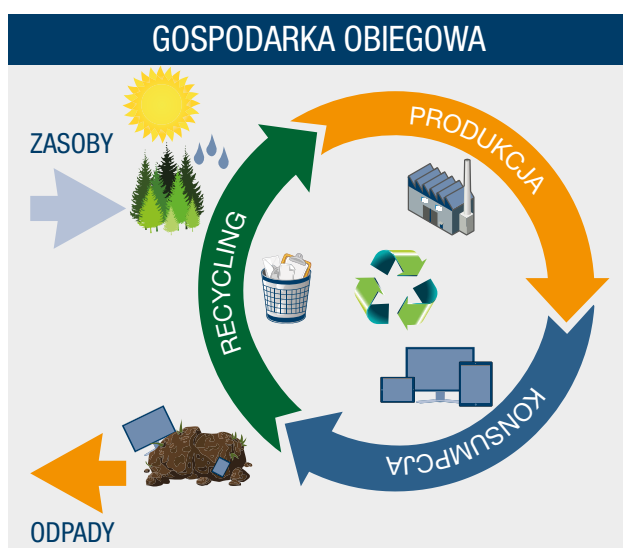 GOSPODARKA OBIEGOWA
ZASOBY
PRODUKCJA
RECYCLING
KONSUMPCJA
ODPADY